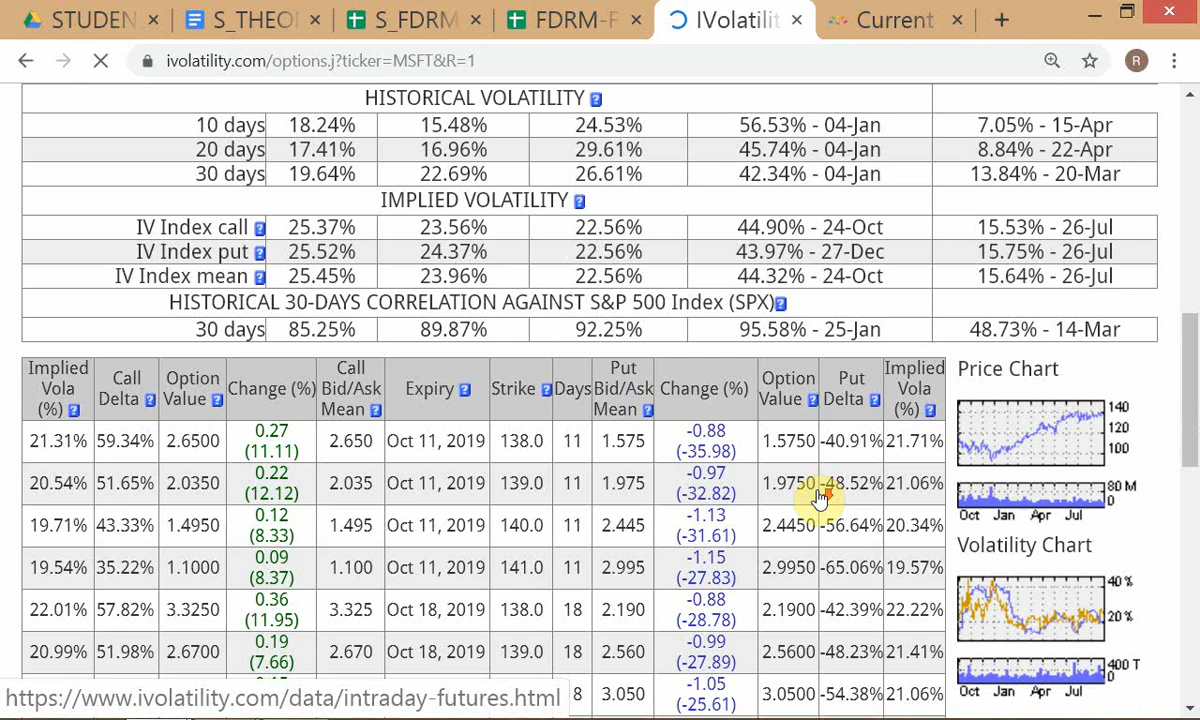 STUDEN
S_THEOI
S_FDRM
FDRM-F
IVolatilit
Current
ivolatility.com/options.j?ticker=MSFT&R=1
R
HISTORICAL VOLATILITY ?
10 days 18.24% 15.48% 24.53% 56.53% - 04-Jan 7.05% - 15-Apr
20 days 17.41% 16.96% 29.61% 45.74% - 04-Jan 8.84% - 22-Apr
30 days 19.64% 22.69% 26.61% 42.34% - 04-Jan 13.84% - 20-Mar
IMPLIED VOLATILITY ?
IV Index call ? 25.37% 23.56% 22.56% 44.90% - 24-Oct 15.53% - 26-Jul
IV Index put ? 25.52% 24.37% 22.56% 43.97% - 27-Dec 15.75% - 26-Jul
IV Index mean ? 25.45% 23.96% 22.56% 44.32% - 24-Oct 15.64% - 26-Jul
HISTORICAL 30-DAYS CORRELATION AGAINST S&P 500 Index (SPX) ?
30 days 85.25% 89.87% 92.25% 95.58% - 25-Jan 48.73% - 14-Mar
Implied Vola (%) ? Call Delta ? Option Value ? Change (%) Call Bid/Ask Mean ? Expiry ? Strike ? Days Put Bid/Ask Mean ? Change (%) Option Value ? Put Delta ? Implied Vola (%) ?
21.31% 59.34% 2.6500 0.27 (11.11) 2.650 Oct 11, 2019 138.0 11 1.575 -0.88 (-35.98) 1.5750 -40.91% 21.71%
20.54% 51.65% 2.0350 0.22 (12.12) 2.035 Oct 11, 2019 139.0 11 1.975 -0.97 (-32.82) 1.9750 -48.52% 21.06%
19.71% 43.33% 1.4950 0.12 (8.33) 1.495 Oct 11, 2019 140.0 11 2.445 -1.13 (-31.61) 2.4450 -56.64% 20.34%
19.54% 35.22% 1.1000 0.09 (8.37) 1.100 Oct 11, 2019 141.0 11 2.995 -1.15 (-27.83) 2.9950 -65.06% 19.57%
22.01% 57.82% 3.3250 0.36 (11.95) 3.325 Oct 18, 2019 138.0 18 2.190 -0.88 (-28.78) 2.1900 -42.39% 22.22%
20.99% 51.98% 2.6700 0.19 (7.66) 2.670 Oct 18, 2019 139.0 18 2.560 -0.99 (-27.89) 2.5600 -48.23% 21.41%
8 3.050 -1.05 (-25.61) 3.0500 -54.38% 21.06%
Price Chart
140
120
100
80 M
0
Oct Jan Apr Jul
Volatility Chart
40 %
20 %
400 T
0
Oct Jan Apr Jul
https://www.ivolatility.com/data/intraday-futures.html